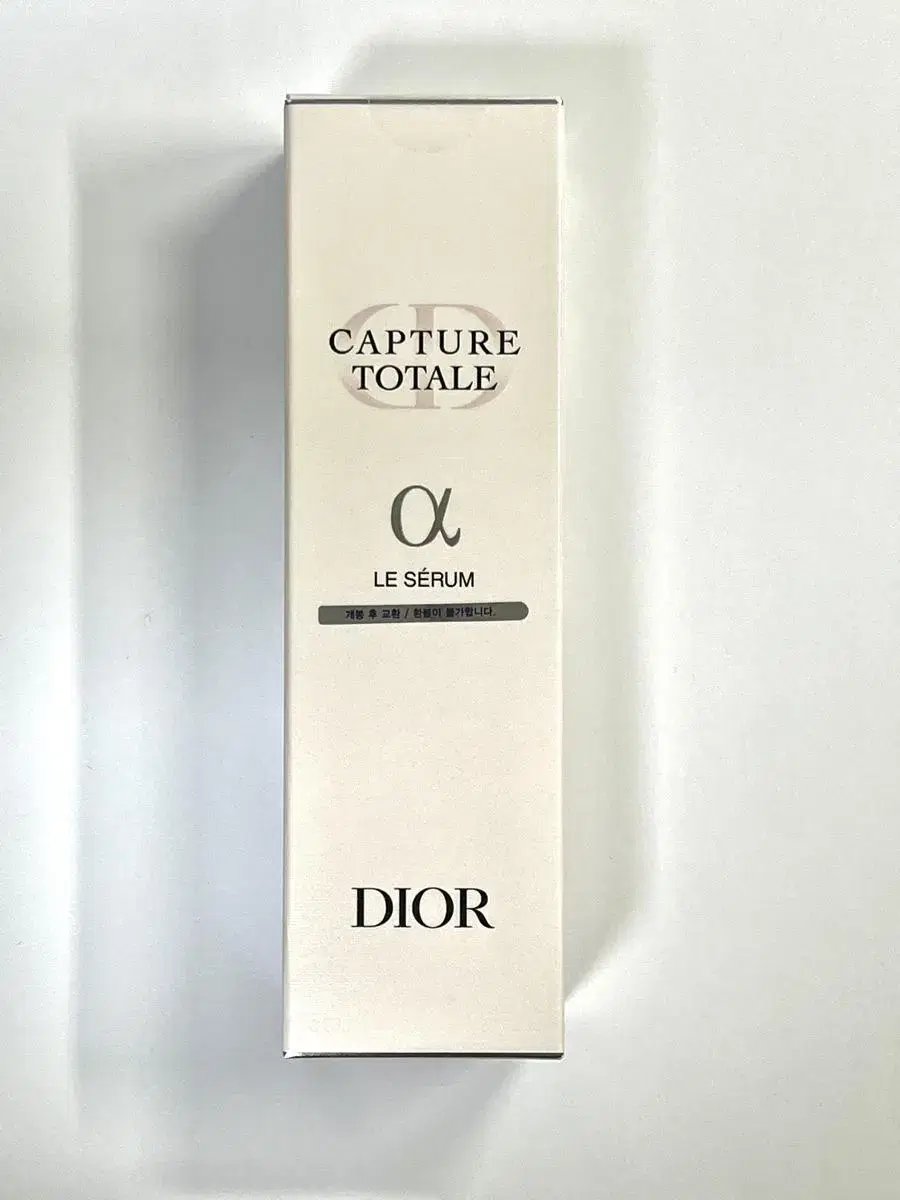 CAPTURE
TOTALE
α
LE SÉRUM
개봉 후 교환 / 환불이 불가합니다.
DIOR